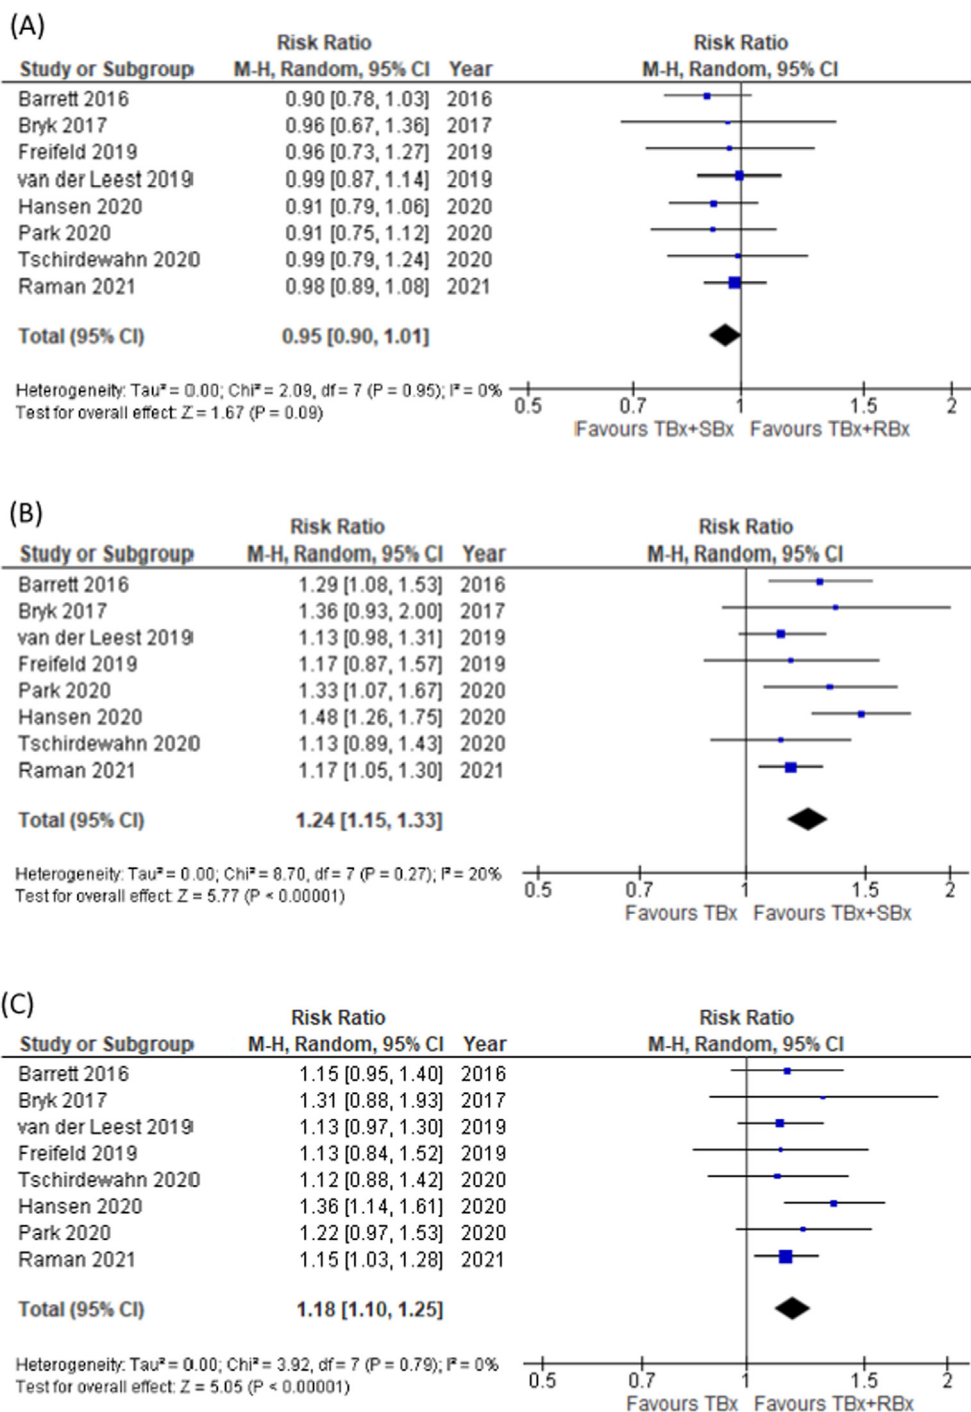 (A)
Risk Ratio Risk Ratio
Study or Subgroup M-H, Random, 95% CI Year M-H, Random, 95% CI
Barrett 2016 0.90 [0.78, 1.03] 2016
Bryk 2017 0.96 [0.67, 1.36] 2017
Freifeld 2019 0.96 [0.73, 1.27] 2019
van der Leest 2019 0.99 [0.87, 1.14] 2019
Hansen 2020 0.91 [0.79, 1.06] 2020
Park 2020 0.91 [0.75, 1.12] 2020
Tschirdewahn 2020 0.99 [0.79, 1.24] 2020
Raman 2021 0.98 [0.89, 1.08] 2021
Total (95% CI) 0.95 [0.90, 1.01]
Heterogeneity: Tau² = 0.00; Chi² = 2.09, df = 7 (P = 0.95); I² = 0%
Test for overall effect: Z = 1.67 (P = 0.09)
0.5 0.7 1 1.5 2
Favours TBx+SBx Favours TBx+RBx
(B)
Risk Ratio Risk Ratio
Study or Subgroup M-H, Random, 95% CI Year M-H, Random, 95% CI
Barrett 2016 1.29 [1.08, 1.53] 2016
Bryk 2017 1.36 [0.93, 2.00] 2017
van der Leest 2019 1.13 [0.98, 1.31] 2019
Freifeld 2019 1.17 [0.87, 1.57] 2019
Park 2020 1.33 [1.07, 1.67] 2020
Hansen 2020 1.48 [1.26, 1.75] 2020
Tschirdewahn 2020 1.13 [0.89, 1.43] 2020
Raman 2021 1.17 [1.05, 1.30] 2021
Total (95% CI) 1.24 [1.15, 1.33]
Heterogeneity: Tau² = 0.00; Chi² = 8.70, df = 7 (P = 0.27); I² = 20%
Test for overall effect: Z = 5.77 (P < 0.00001)
0.5 0.7 1 1.5 2
Favours TBx Favours TBx+SBx
(C)
Risk Ratio Risk Ratio
Study or Subgroup M-H, Random, 95% CI Year M-H, Random, 95% CI
Barrett 2016 1.15 [0.95, 1.40] 2016
Bryk 2017 1.31 [0.88, 1.93] 2017
van der Leest 2019 1.13 [0.97, 1.30] 2019
Freifeld 2019 1.13 [0.84, 1.52] 2019
Tschirdewahn 2020 1.12 [0.88, 1.42] 2020
Hansen 2020 1.36 [1.14, 1.61] 2020
Park 2020 1.22 [0.97, 1.53] 2020
Raman 2021 1.15 [1.03, 1.28] 2021
Total (95% CI) 1.18 [1.10, 1.25]
Heterogeneity: Tau² = 0.00; Chi² = 3.92, df = 7 (P = 0.79); I² = 0%
Test for overall effect: Z = 5.05 (P < 0.00001)
0.5 0.7 1 1.5 2
Favours TBx Favours TBx+RBx